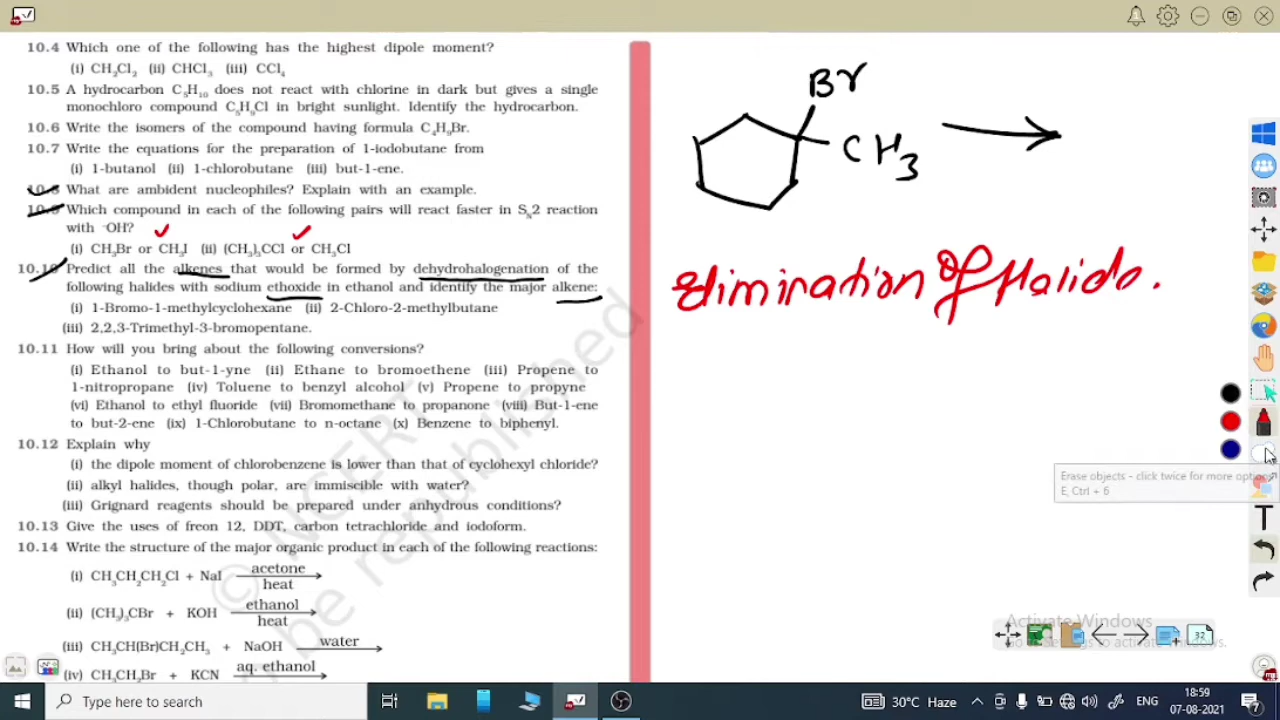 10.4 Which one of the following has the highest dipole moment?
(i) CH₂Cl₂ (ii) CHCl₃ (iii) CCl₄
10.5 A hydrocarbon C₅H₁₀ does not react with chlorine in dark but gives a single
monochloro compound C₅H₉Cl in bright sunlight. Identify the hydrocarbon.
10.6 Write the isomers of the compound having formula C₄H₉Br.
10.7 Write the equations for the preparation of 1-iodobutane from
(i) 1-butanol (ii) 1-chlorobutane (iii) but-1-ene.
10.8 What are ambident nucleophiles? Explain with an example.
10.9 Which compound in each of the following pairs will react faster in Sₙ2 reaction
with ⁻OH?
(i) CH₃Br or CH₃I (ii) (CH₃)₃CCl or CH₃Cl
10.10 Predict all the alkenes that would be formed by dehydrohalogenation of the
following halides with sodium ethoxide in ethanol and identify the major alkene:
(i) 1-Bromo-1-methylcyclohexane (ii) 2-Chloro-2-methylbutane
(iii) 2,2,3-Trimethyl-3-bromopentane.
10.11 How will you bring about the following conversions?
(i) Ethanol to but-1-yne (ii) Ethane to bromoethene (iii) Propene to
1-nitropropane (iv) Toluene to benzyl alcohol (v) Propene to propyne
(vi) Ethanol to ethyl fluoride (vii) Bromomethane to propanone (viii) But-1-ene
to but-2-ene (ix) 1-Chlorobutane to n-octane (x) Benzene to biphenyl.
10.12 Explain why
(i) the dipole moment of chlorobenzene is lower than that of cyclohexyl chloride?
(ii) alkyl halides, though polar, are immiscible with water?
(iii) Grignard reagents should be prepared under anhydrous conditions?
10.13 Give the uses of freon 12, DDT, carbon tetrachloride and iodoform.
10.14 Write the structure of the major organic product in each of the following reactions:
(i) CH₃CH₂CH₂Cl + NaI acetone
heat
(ii) (CH₃)₃CBr + KOH ethanol
heat
(iii) CH₃CH(Br)CH₂CH₃ + NaOH water
(iv) CH₃CH₂Br + KCN aq. ethanol
© NCERT
be republished
Br
CH₃
Elimination of Halide.
Erase objects - click twice for more options
E, Ctrl + 6
T
Activate Windows
32
Type here to search
30°C Haze
ENG
18:59
07-08-2021
7